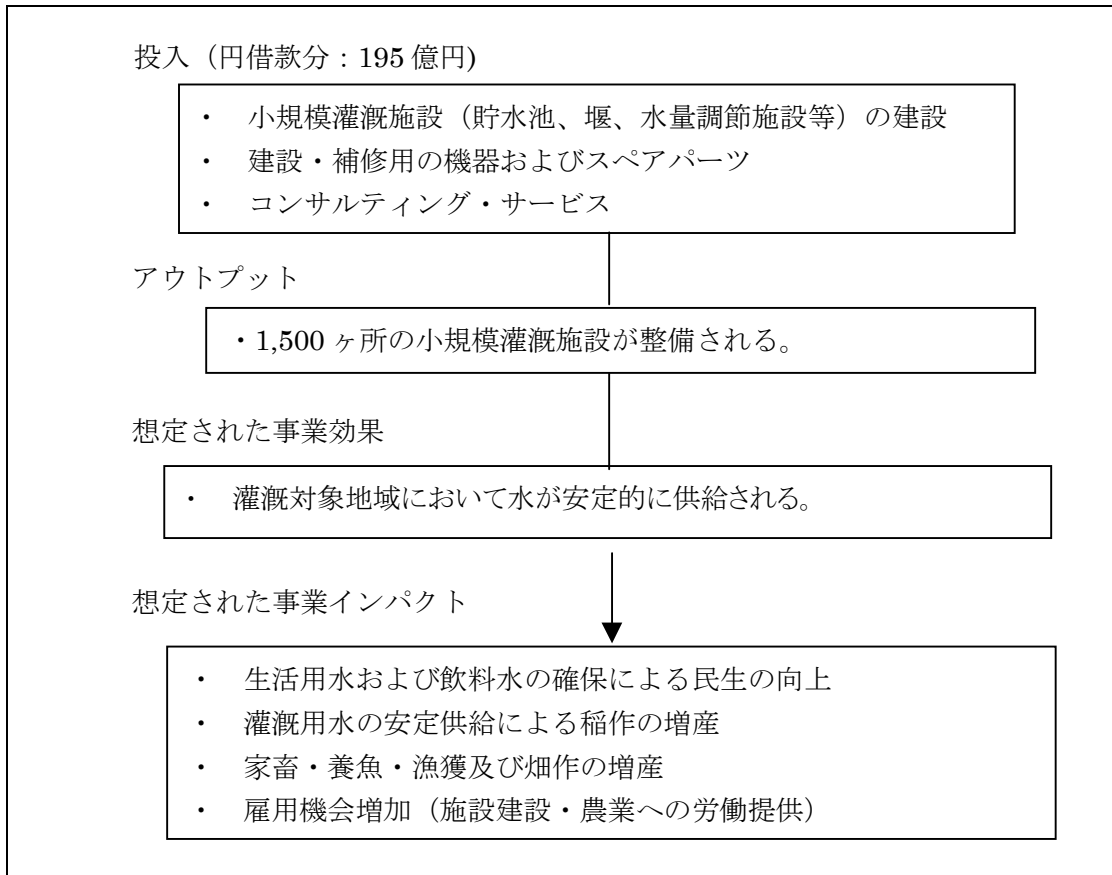 投入（円借款分：195 億円)
・ 小規模灌漑施設（貯水池、堰、水量調節施設等）の建設
・ 建設・補修用の機器およびスペアパーツ
・ コンサルティング・サービス
アウトプット
・1,500 ヶ所の小規模灌漑施設が整備される。
想定された事業効果
・ 灌漑対象地域において水が安定的に供給される。
想定された事業インパクト
・ 生活用水および飲料水の確保による民生の向上
・ 灌漑用水の安定供給による稲作の増産
・ 家畜・養魚・漁獲及び畑作の増産
・ 雇用機会増加（施設建設・農業への労働提供）